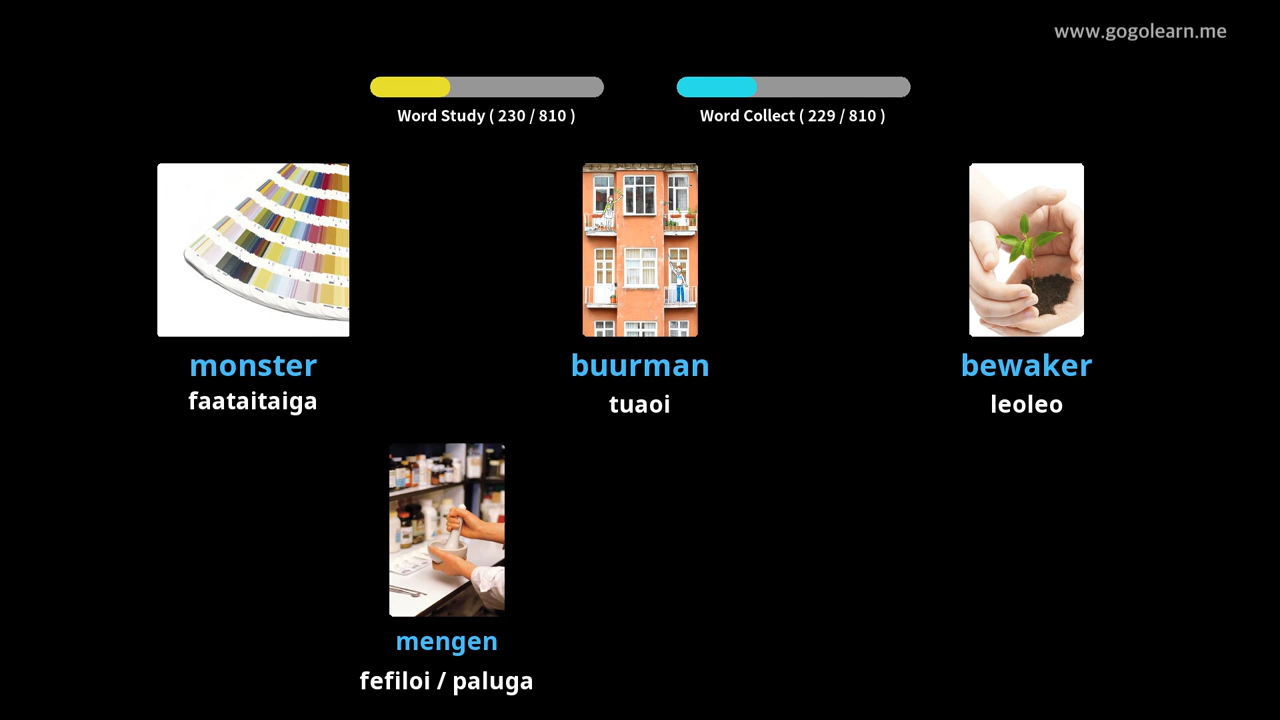 www.gogolearn.me
Word Study ( 230 / 810 )
Word Collect ( 229 / 810 )
monster
faataitaiga
buurman
tuaoi
bewaker
leoleo
mengen
fefiloi / paluga